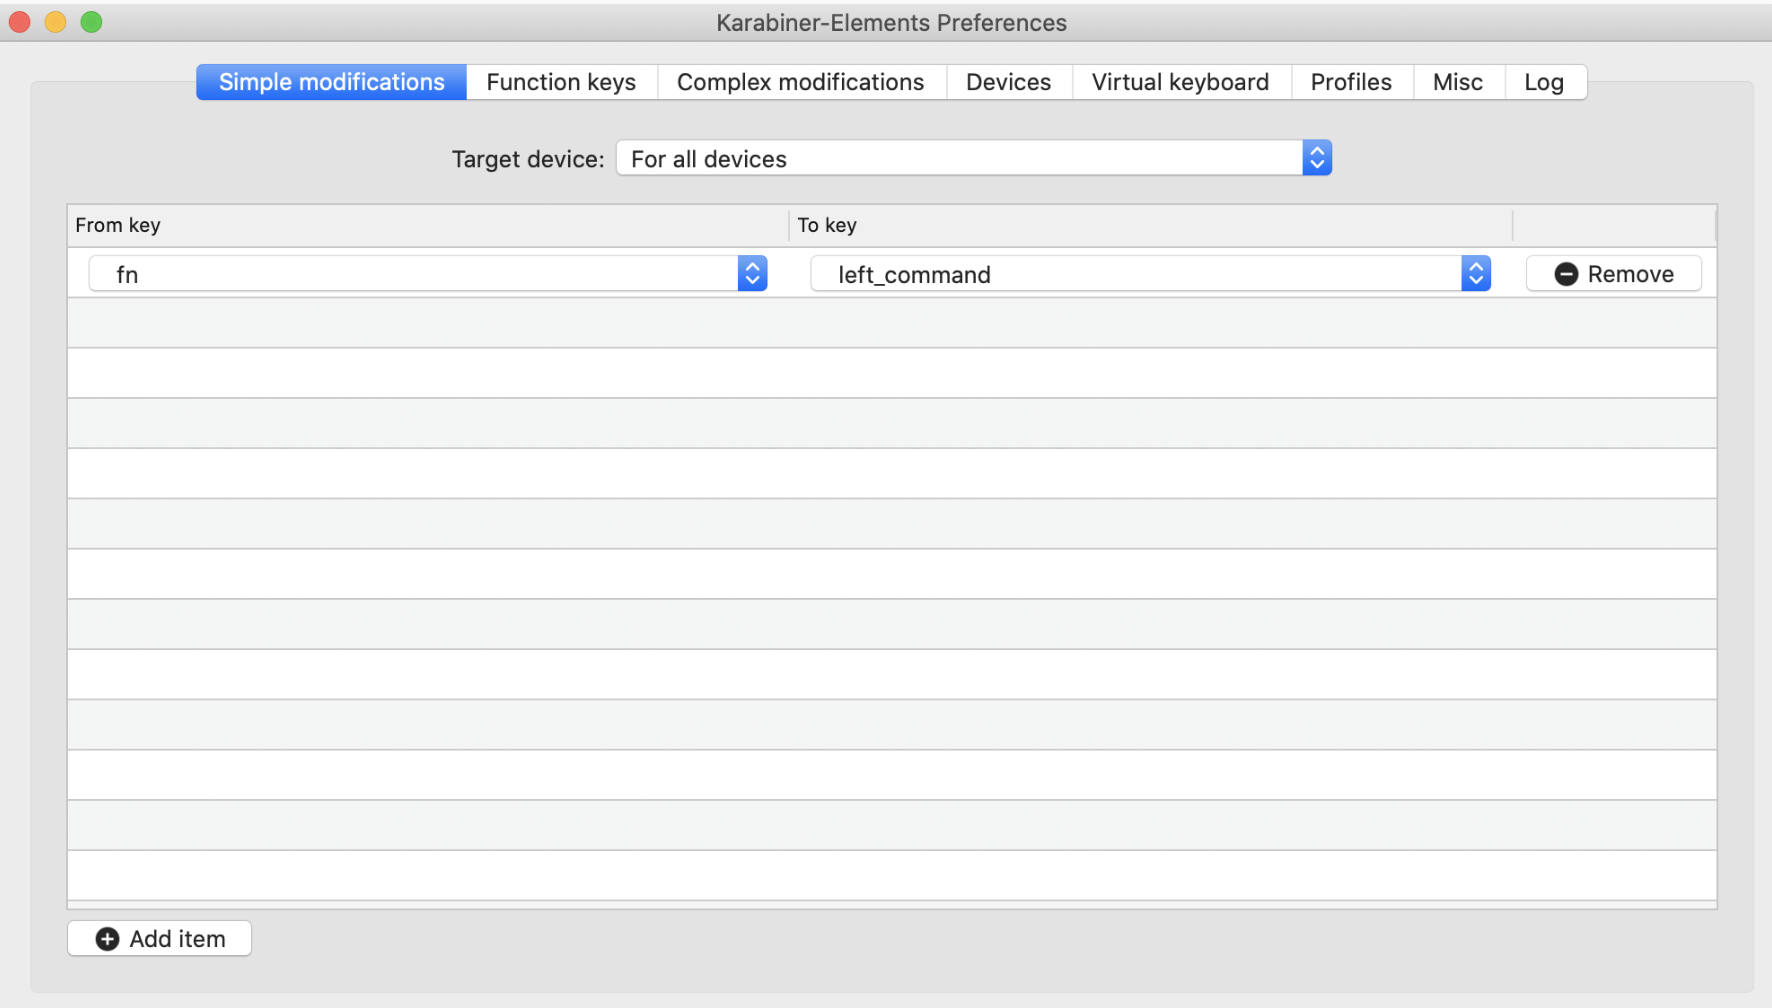 Karabiner-Elements Preferences
Simple modifications Function keys Complex modifications Devices Virtual keyboard Profiles Misc Log
Target device: For all devices
From key To key
fn left_command Remove
Add item